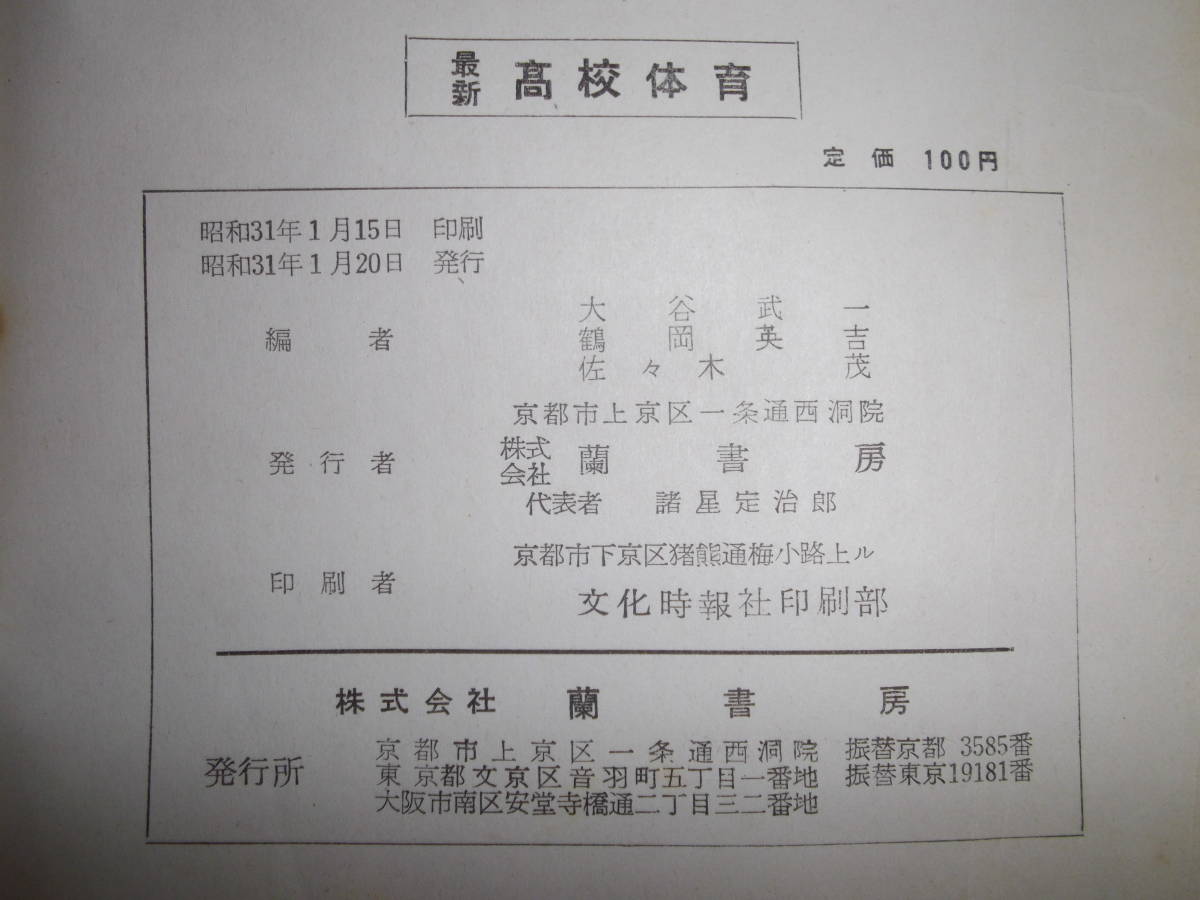 最新 高校体育
定価 100円
昭和31年1月15日 印刷
昭和31年1月20日 発行
編者
大谷武一
鶴岡英吉
佐々木茂
京都市上京区一条通西洞院
発行者 株式会社 蘭書房
代表者 諸星定治郎
京都市下京区猪熊通梅小路上ル
印刷者 文化時報社印刷部
株式会社 蘭書房
発行所
京都市上京区一条通西洞院 振替京都 3585番
東京都文京区音羽町五丁目一番地 振替東京19181番
大阪市南区安堂寺橋通二丁目三二番地